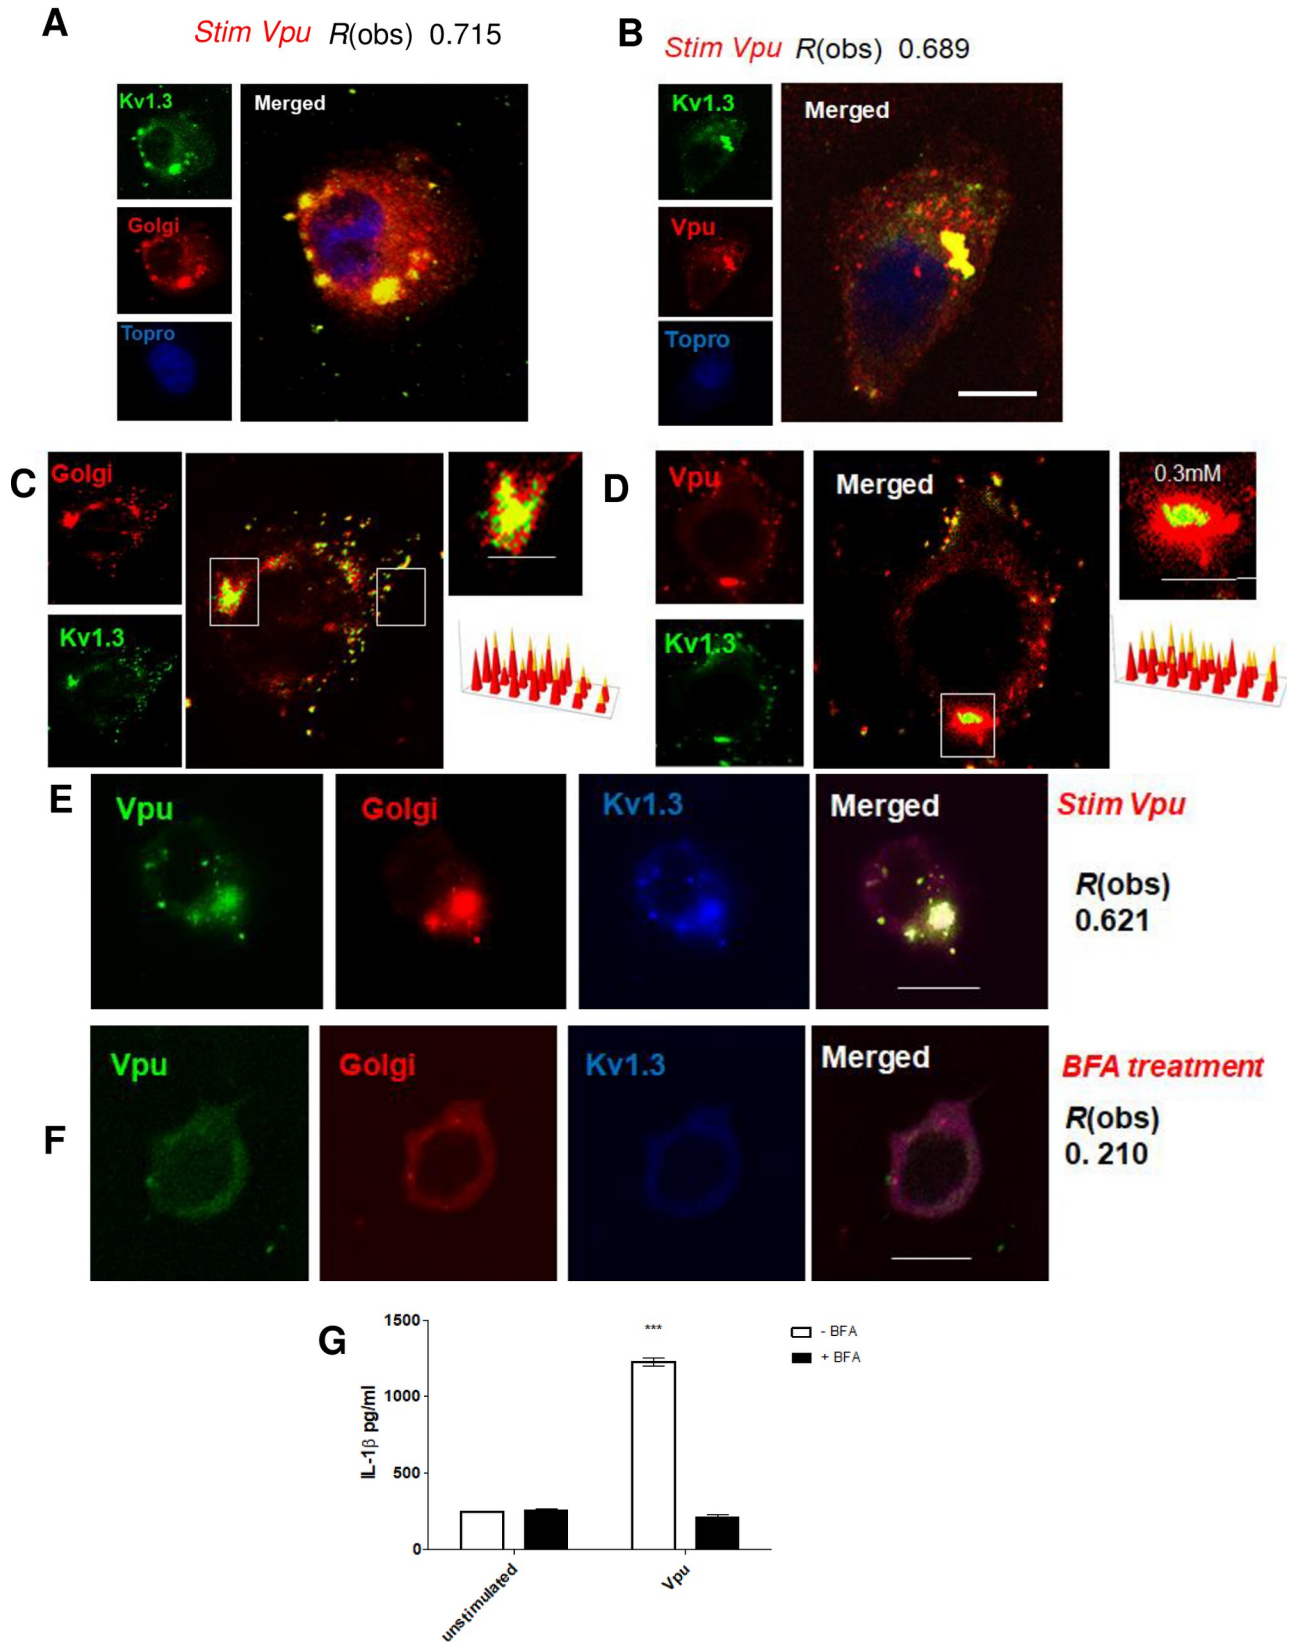 A
Stim Vpu R(obs) 0.715
Kv1.3
Merged
Golgi
Topro
B
Stim Vpu R(obs) 0.689
Kv1.3
Merged
Vpu
Topro
C
Golgi
Kv1.3
D
Vpu
Merged
0.3mM
Kv1.3
E
Vpu
Golgi
Kv1.3
Merged
Stim Vpu
R(obs)
0.621
F
Vpu
Golgi
Kv1.3
Merged
BFA treatment
R(obs)
0. 210
G
IL-1β pg/ml
1500
1000
500
0
***
- BFA
+ BFA
unstimulated
Vpu